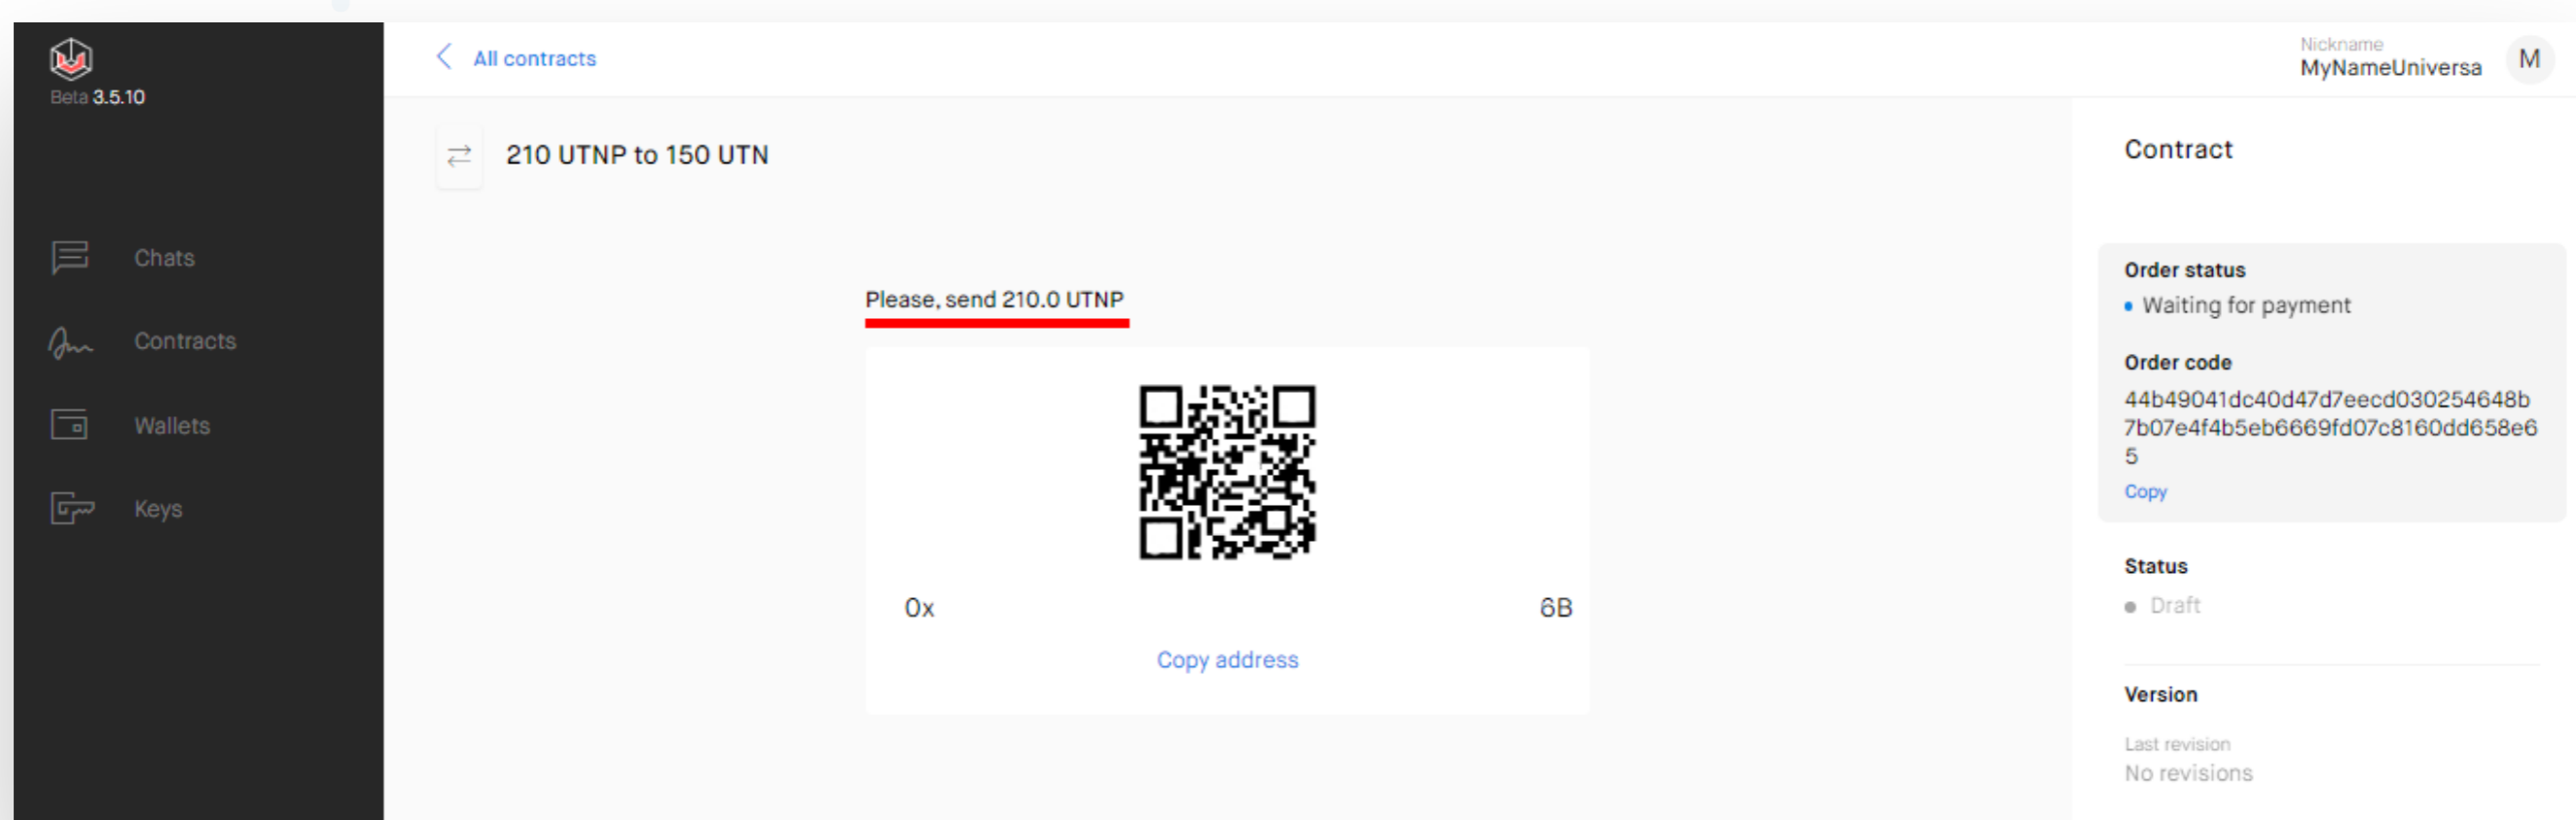 Beta 3.5.10
Chats
Contracts
Wallets
Keys
All contracts
Nickname
MyNameUniversa
M
210 UTNP to 150 UTN
Please, send 210.0 UTNP
0x 6B
Copy address
Contract
Order status
Waiting for payment
Order code
44b49041dc40d47d7eecd030254648b
7b07e4f4b5eb6669fd07c8160dd658e6
5
Copy
Status
Draft
Version
Last revision
No revisions